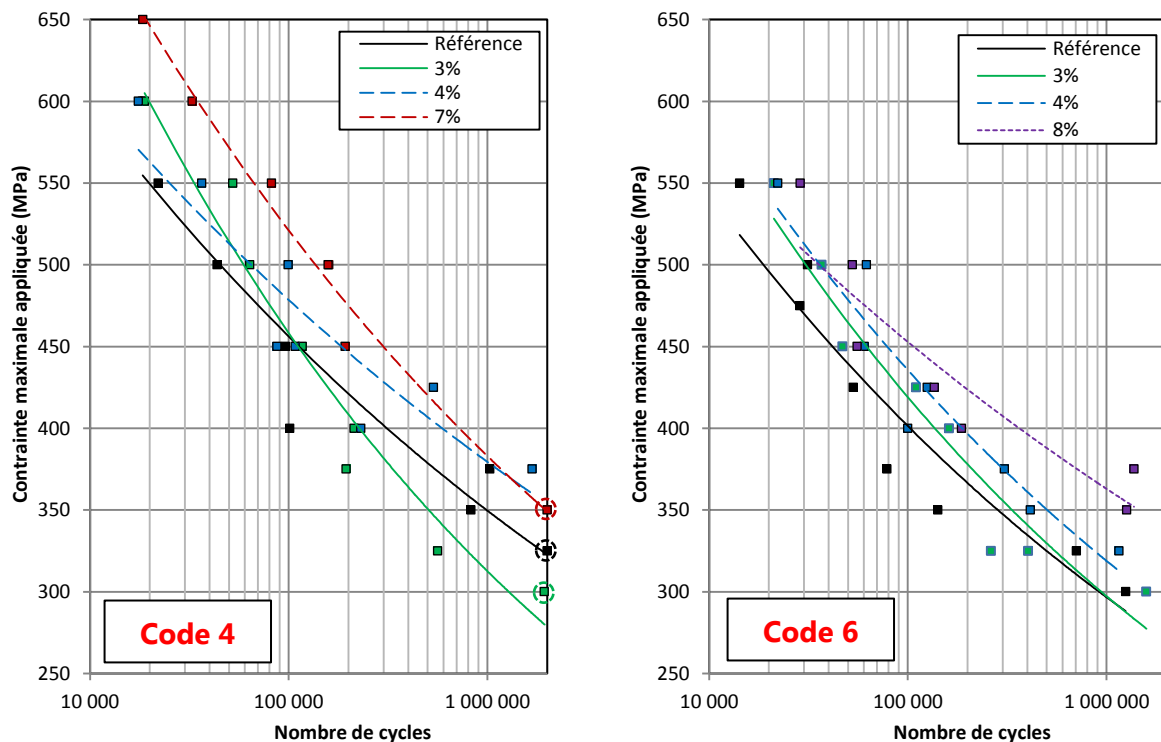 Contrainte maximale appliquée (MPa)
650
600
550
500
450
400
350
300
250
10 000
100 000
1 000 000
Nombre de cycles
Référence
3%
4%
7%
Code 4
Contrainte maximale appliquée (MPa)
650
600
550
500
450
400
350
300
250
10 000
100 000
1 000 000
Nombre de cycles
Référence
3%
4%
8%
Code 6